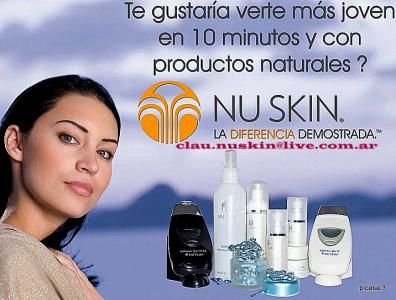 Te gustaría verte más joven
en 10 minutos y con
productos naturales ?
NU SKIN®
LA DIFERENCIA DEMOSTRADA.™
clau.nuskin@live.com.ar
picasa 3